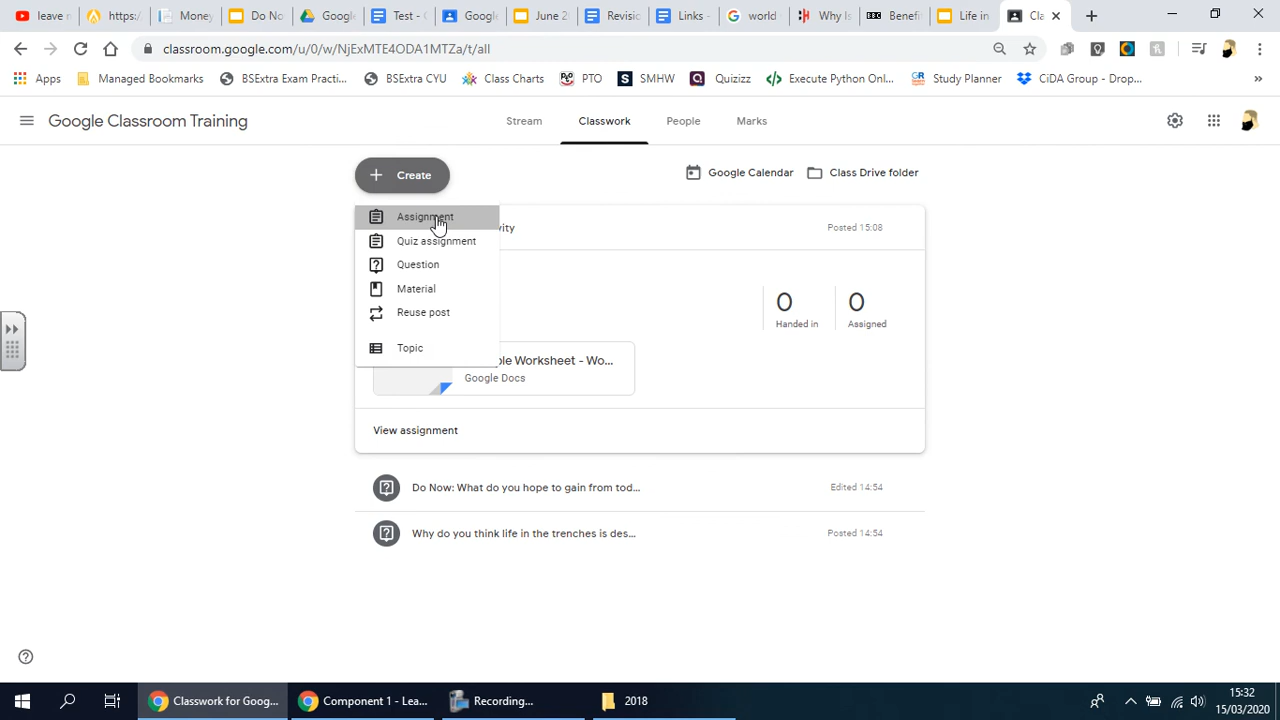 leave n
https:/
Money
Do No
Google
Test - G
Google
June 2
Revisio
Links -
world
Why Is
Benefi
Life in
Cla
classroom.google.com/u/0/w/NjExMTE4ODA1MTZa/t/all
Apps
Managed Bookmarks
BSExtra Exam Practi...
BSExtra CYU
Class Charts
PTO
SMHW
Quizizz
Execute Python Onl...
Study Planner
CiDA Group - Drop...
Google Classroom Training
Stream
Classwork
People
Marks
Create
Google Calendar
Class Drive folder
Assignment
ivity
Posted 15:08
Quiz assignment
Question
Material
Reuse post
Topic
0
Handed in
0
Assigned
ple Worksheet - Wo...
Google Docs
View assignment
Do Now: What do you hope to gain from tod...
Edited 14:54
Why do you think life in the trenches is des...
Posted 14:54
Classwork for Goog...
Component 1 - Lea...
Recording...
2018
15:32
15/03/2020